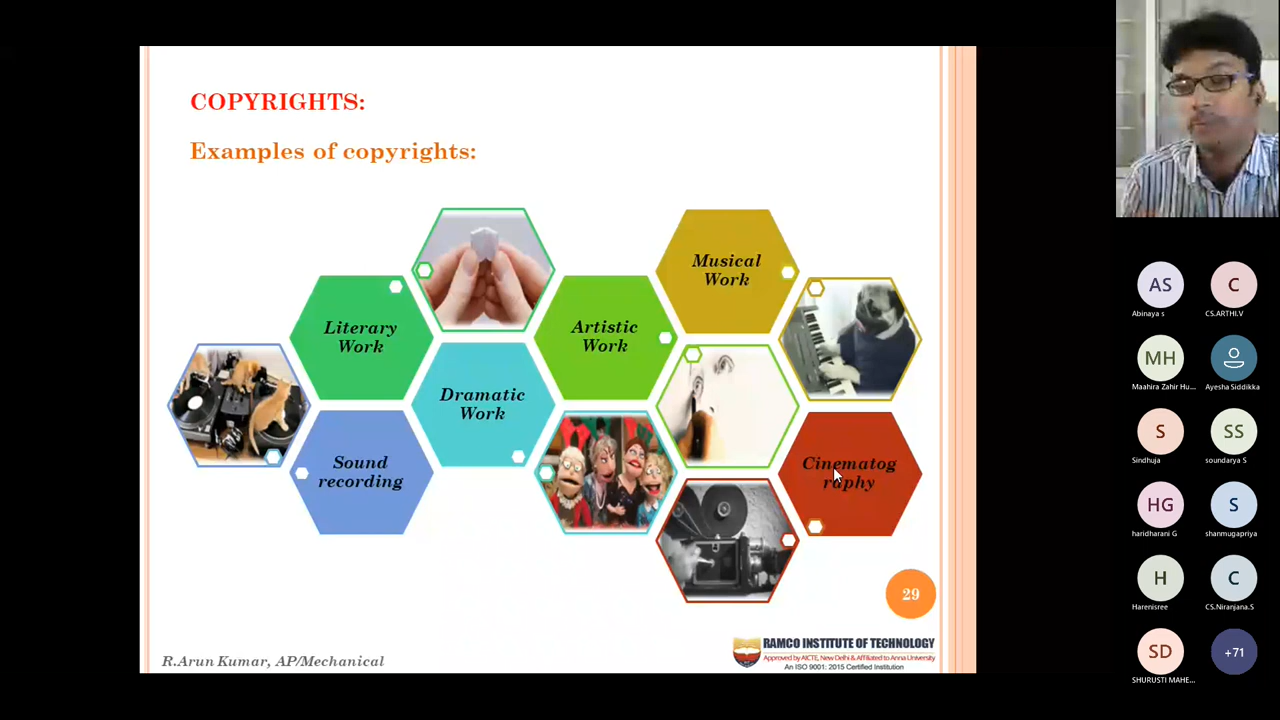 COPYRIGHTS:
Examples of copyrights:
Musical
Work
Literary
Work
Artistic
Work
Dramatic
Work
Sound
recording
Cinematog
raphy
29
R.Arun Kumar, AP/Mechanical
RAMCO INSTITUTE OF TECHNOLOGY
Approved by AICTE, New Delhi & Affiliated to Anna University
An ISO 9001: 2015 Certified Institution
AS
C
Abinaya s
CS.ARTHI.V
MH
Maahira Zahir Hu...
Ayesha Siddikka
S
SS
Sindhuja
soundarya S
HG
S
haridharani G
shanmugapriya
H
C
Harenisree
CS.Niranjana.S
SD
+71
SHURUSTI MAHE...